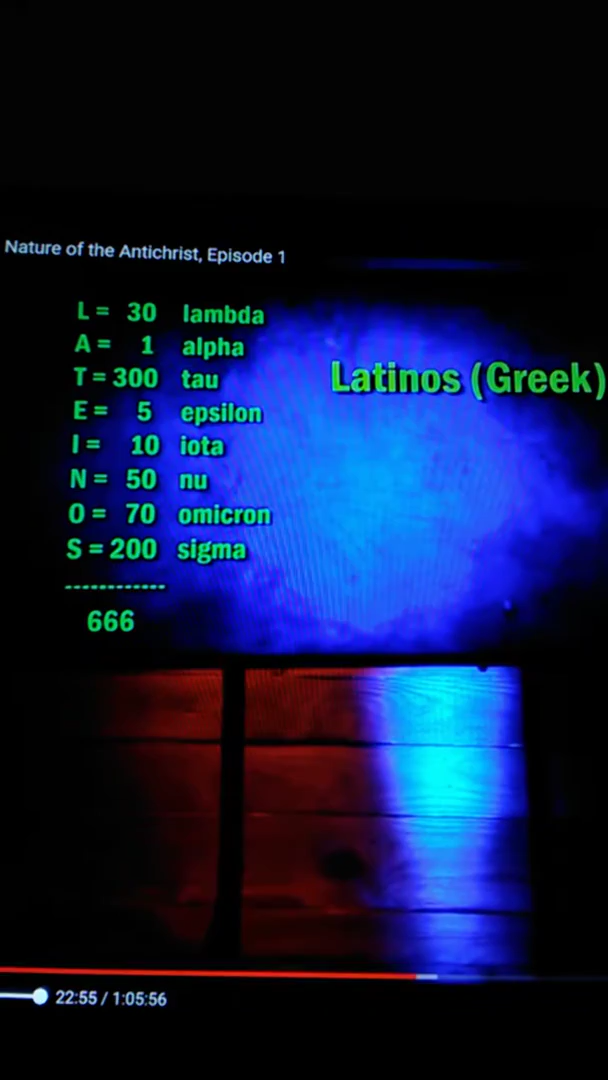 Nature of the Antichrist, Episode 1
L = 30 lambda
A = 1 alpha
T = 300 tau
E = 5 epsilon
I = 10 iota
N = 50 nu
O = 70 omicron
S = 200 sigma
------------
666
Latinos (Greek)
22:55 / 1:05:56